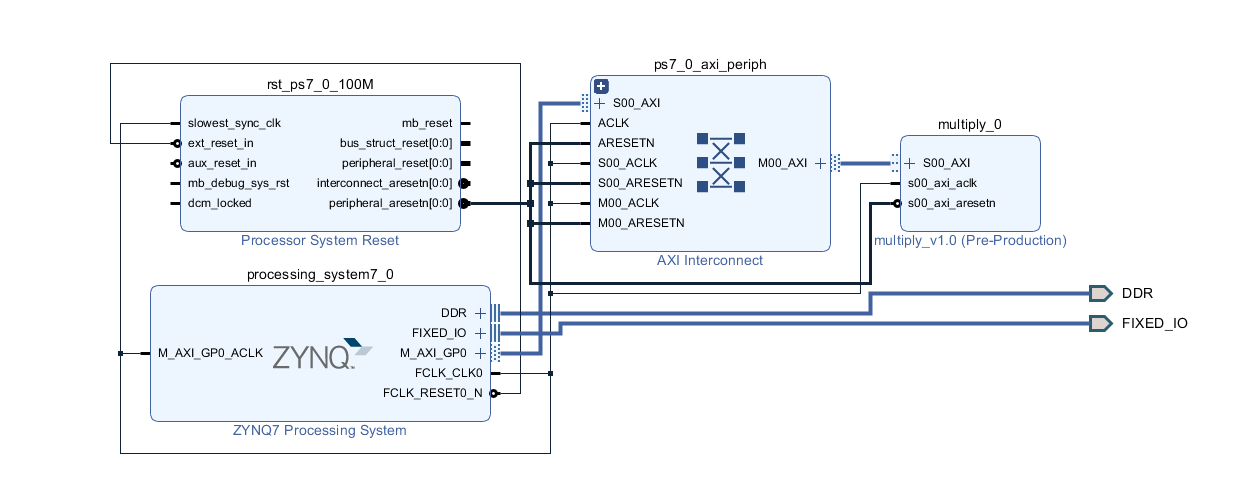 rst_ps7_0_100M
slowest_sync_clk
ext_reset_in
aux_reset_in
mb_debug_sys_rst
dcm_locked
mb_reset
bus_struct_reset[0:0]
peripheral_reset[0:0]
interconnect_aresetn[0:0]
peripheral_aresetn[0:0]
Processor System Reset
ps7_0_axi_periph
S00_AXI
ACLK
ARESETN
S00_ACLK
S00_ARESETN
M00_ACLK
M00_ARESETN
M00_AXI
AXI Interconnect
multiply_0
S00_AXI
s00_axi_aclk
s00_axi_aresetn
multiply_v1.0 (Pre-Production)
processing_system7_0
M_AXI_GP0_ACLK
ZYNQ
DDR
FIXED_IO
M_AXI_GP0
FCLK_CLK0
FCLK_RESET0_N
ZYNQ7 Processing System
DDR
FIXED_IO